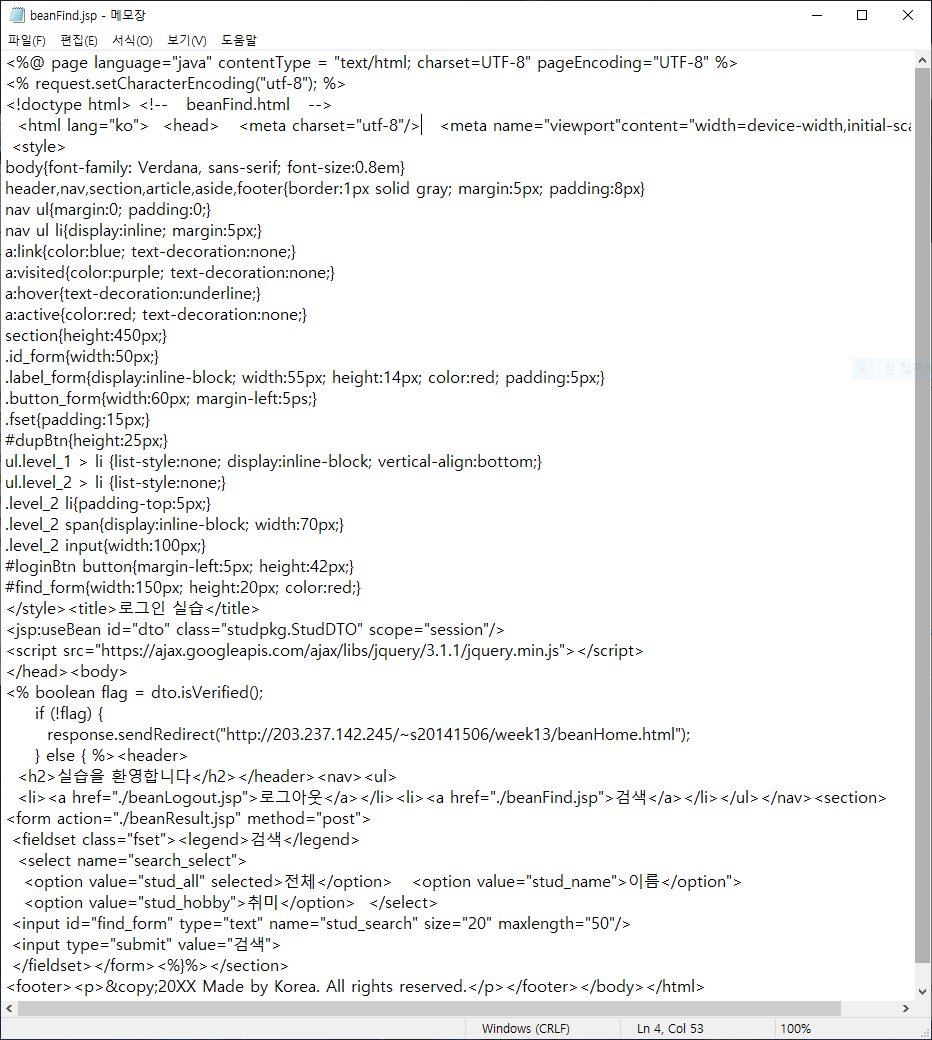 beanFind.jsp - 메모장
파일(F) 편집(E) 서식(O) 보기(V) 도움말
<%@ page language="java" contentType = "text/html; charset=UTF-8" pageEncoding="UTF-8" %>
<% request.setCharacterEncoding("utf-8"); %>
<!doctype html> <!-- beanFind.html -->
<html lang="ko"> <head> <meta charset="utf-8"/> <meta name="viewport"content="width=device-width,initial-sca
<style>
body{font-family: Verdana, sans-serif; font-size:0.8em}
header,nav,section,article,aside,footer{border:1px solid gray; margin:5px; padding:8px}
nav ul{margin:0; padding:0;}
nav ul li{display:inline; margin:5px;}
a:link{color:blue; text-decoration:none;}
a:visited{color:purple; text-decoration:none;}
a:hover{text-decoration:underline;}
a:active{color:red; text-decoration:none;}
section{height:450px;}
.id_form{width:50px;}
.label_form{display:inline-block; width:55px; height:14px; color:red; padding:5px;}
.button_form{width:60px; margin-left:5ps;}
.fset{padding:15px;}
#dupBtn{height:25px;}
ul.level_1 > li {list-style:none; display:inline-block; vertical-align:bottom;}
ul.level_2 > li {list-style:none;}
.level_2 li{padding-top:5px;}
.level_2 span{display:inline-block; width:70px;}
.level_2 input{width:100px;}
#loginBtn button{margin-left:5px; height:42px;}
#find_form{width:150px; height:20px; color:red;}
</style><title>로그인 실습</title>
<jsp:useBean id="dto" class="studpkg.StudDTO" scope="session"/>
<script src="https://ajax.googleapis.com/ajax/libs/jquery/3.1.1/jquery.min.js"></script>
</head><body>
<% boolean flag = dto.isVerified();
if (!flag) {
response.sendRedirect("http://203.237.142.245/~s20141506/week13/beanHome.html");
} else { %><header>
<h2>실습을 환영합니다</h2></header><nav><ul>
<li><a href="./beanLogout.jsp">로그아웃</a></li><li><a href="./beanFind.jsp">검색</a></li></ul></nav><section>
<form action="./beanResult.jsp" method="post">
<fieldset class="fset"><legend>검색</legend>
<select name="search_select">
<option value="stud_all" selected>전체</option> <option value="stud_name">이름</option">
<option value="stud_hobby">취미</option> </select>
<input id="find_form" type="text" name="stud_search" size="20" maxlength="50"/>
<input type="submit" value="검색">
</fieldset></form><%}%></section>
<footer><p>&copy;20XX Made by Korea. All rights reserved.</p></footer></body></html>
Windows (CRLF) Ln 4, Col 53 100%